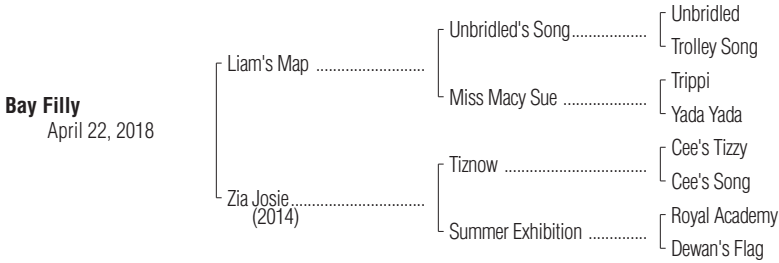 Unbridled
Unbridled's Song....................
Trolley Song
Liam's Map ............................
Trippi
Miss Macy Sue ......................
Yada Yada
Bay Filly
April 22, 2018
Cee's Tizzy
Tiznow .....................................
Cee's Song
Zia Josie...................................
(2014)
Royal Academy
Summer Exhibition ...............
Dewan's Flag